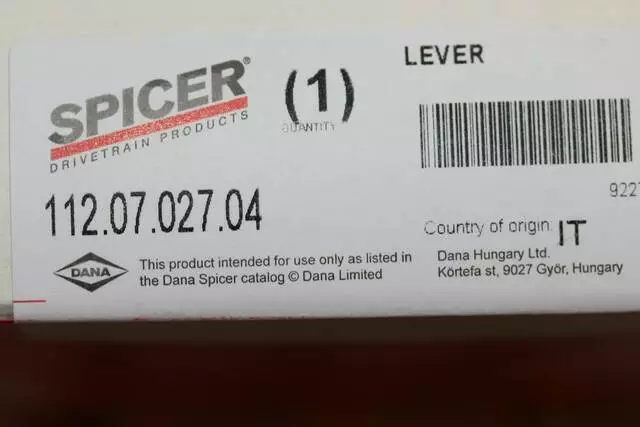 LEVER
SPICER®
DRIVETRAIN PRODUCTS
(1)
QUANTITY
112.07.027.04
9227
Country of origin IT
DANA
This product intended for use only as listed in
the Dana Spicer catalog © Dana Limited
Dana Hungary Ltd.
Körtefa st, 9027 Győr, Hungary